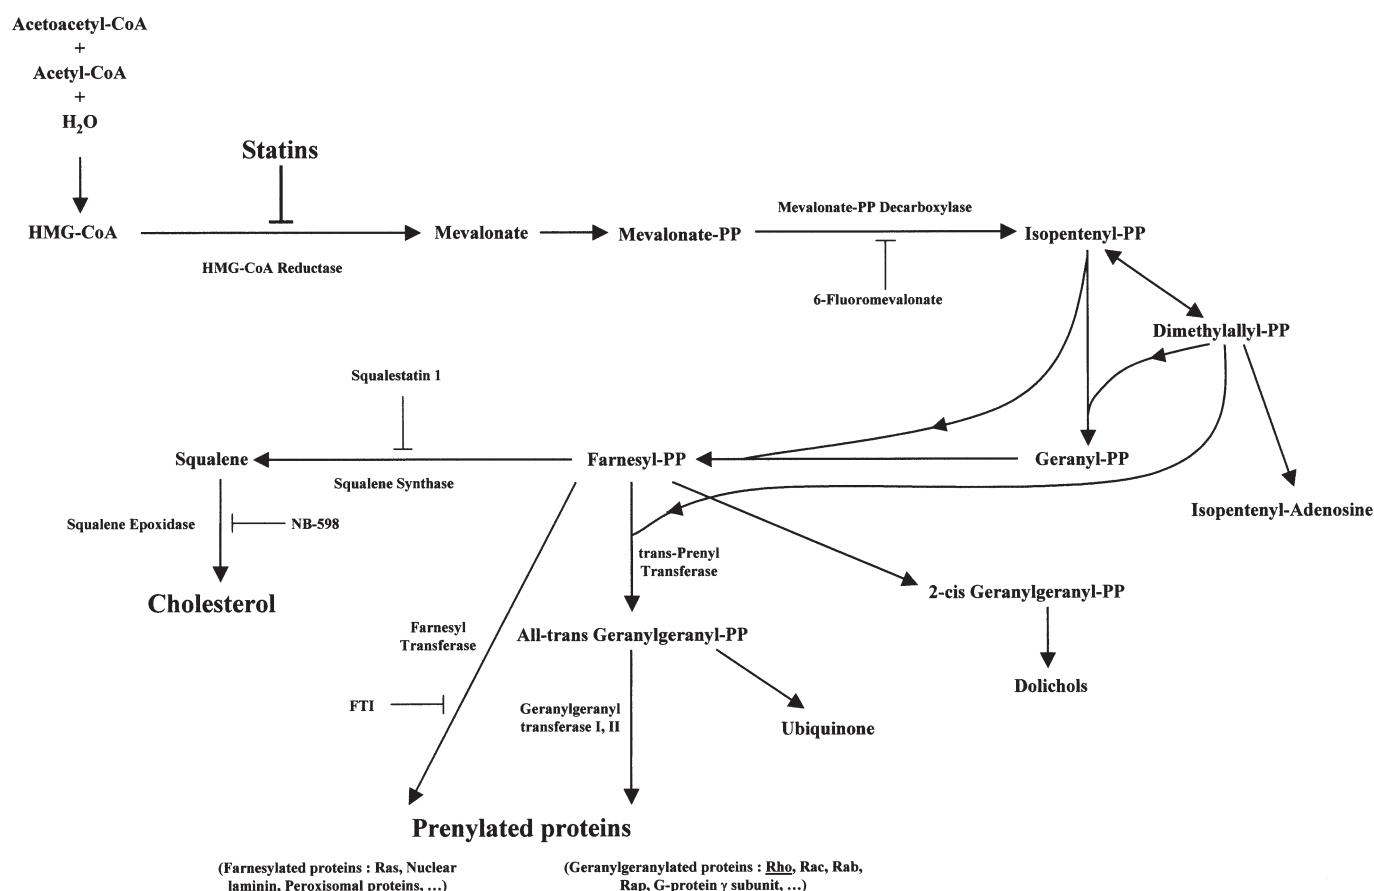 Acetoacetyl-CoA
+
Acetyl-CoA
+
H2O
Statins
HMG-CoA
Mevalonate
Mevalonate-PP
Mevalonate-PP Decarboxylase
Isopentenyl-PP
HMG-CoA Reductase
6-Fluoromevalonate
Dimethylallyl-PP
Squalestatin 1
Squalene
Farnesyl-PP
Geranyl-PP
Squalene Synthase
Isopentenyl-Adenosine
Squalene Epoxidase
NB-598
trans-Prenyl
Transferase
2-cis Geranylgeranyl-PP
Cholesterol
Farnesyl
Transferase
All-trans Geranylgeranyl-PP
Dolichols
FTI
Geranylgeranyl
transferase I, II
Ubiquinone
Prenylated proteins
(Farnesylated proteins : Ras, Nuclear
laminin, Peroxisomal proteins, …)
(Geranylgeranylated proteins : Rho, Rac, Rab,
Rap, G-protein γ subunit, …)